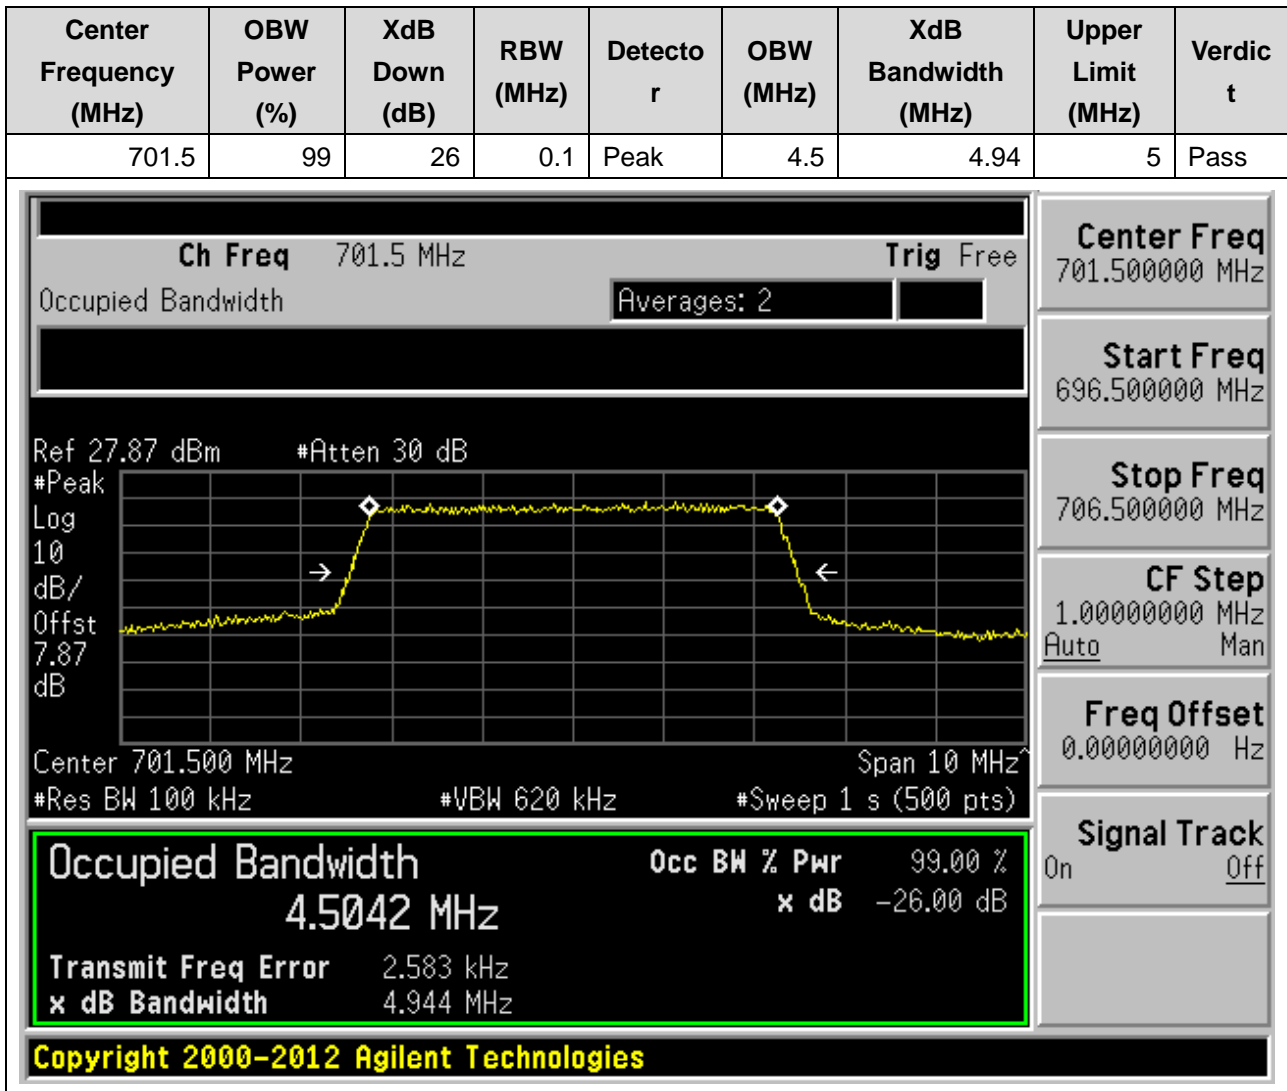 Center Frequency (MHz) OBW Power (%) XdB Down (dB) RBW (MHz) Detector OBW (MHz) XdB Bandwidth (MHz) Upper Limit (MHz) Verdict
701.5 99 26 0.1 Peak 4.5 4.94 5 Pass
Ch Freq 701.5 MHz Trig Free
Occupied Bandwidth Averages: 2
Ref 27.87 dBm #Atten 30 dB
#Peak
Log
10
dB/
Offst
7.87
dB
Center 701.500 MHz Span 10 MHz^
#Res BW 100 kHz #VBW 620 kHz #Sweep 1 s (500 pts)
Occupied Bandwidth Occ BW % Pwr 99.00 %
4.5042 MHz x dB -26.00 dB
Transmit Freq Error 2.583 kHz
x dB Bandwidth 4.944 MHz
Copyright 2000-2012 Agilent Technologies
Center Freq
701.500000 MHz
Start Freq
696.500000 MHz
Stop Freq
706.500000 MHz
CF Step
1.00000000 MHz
Auto Man
Freq Offset
0.00000000 Hz
Signal Track
On Off